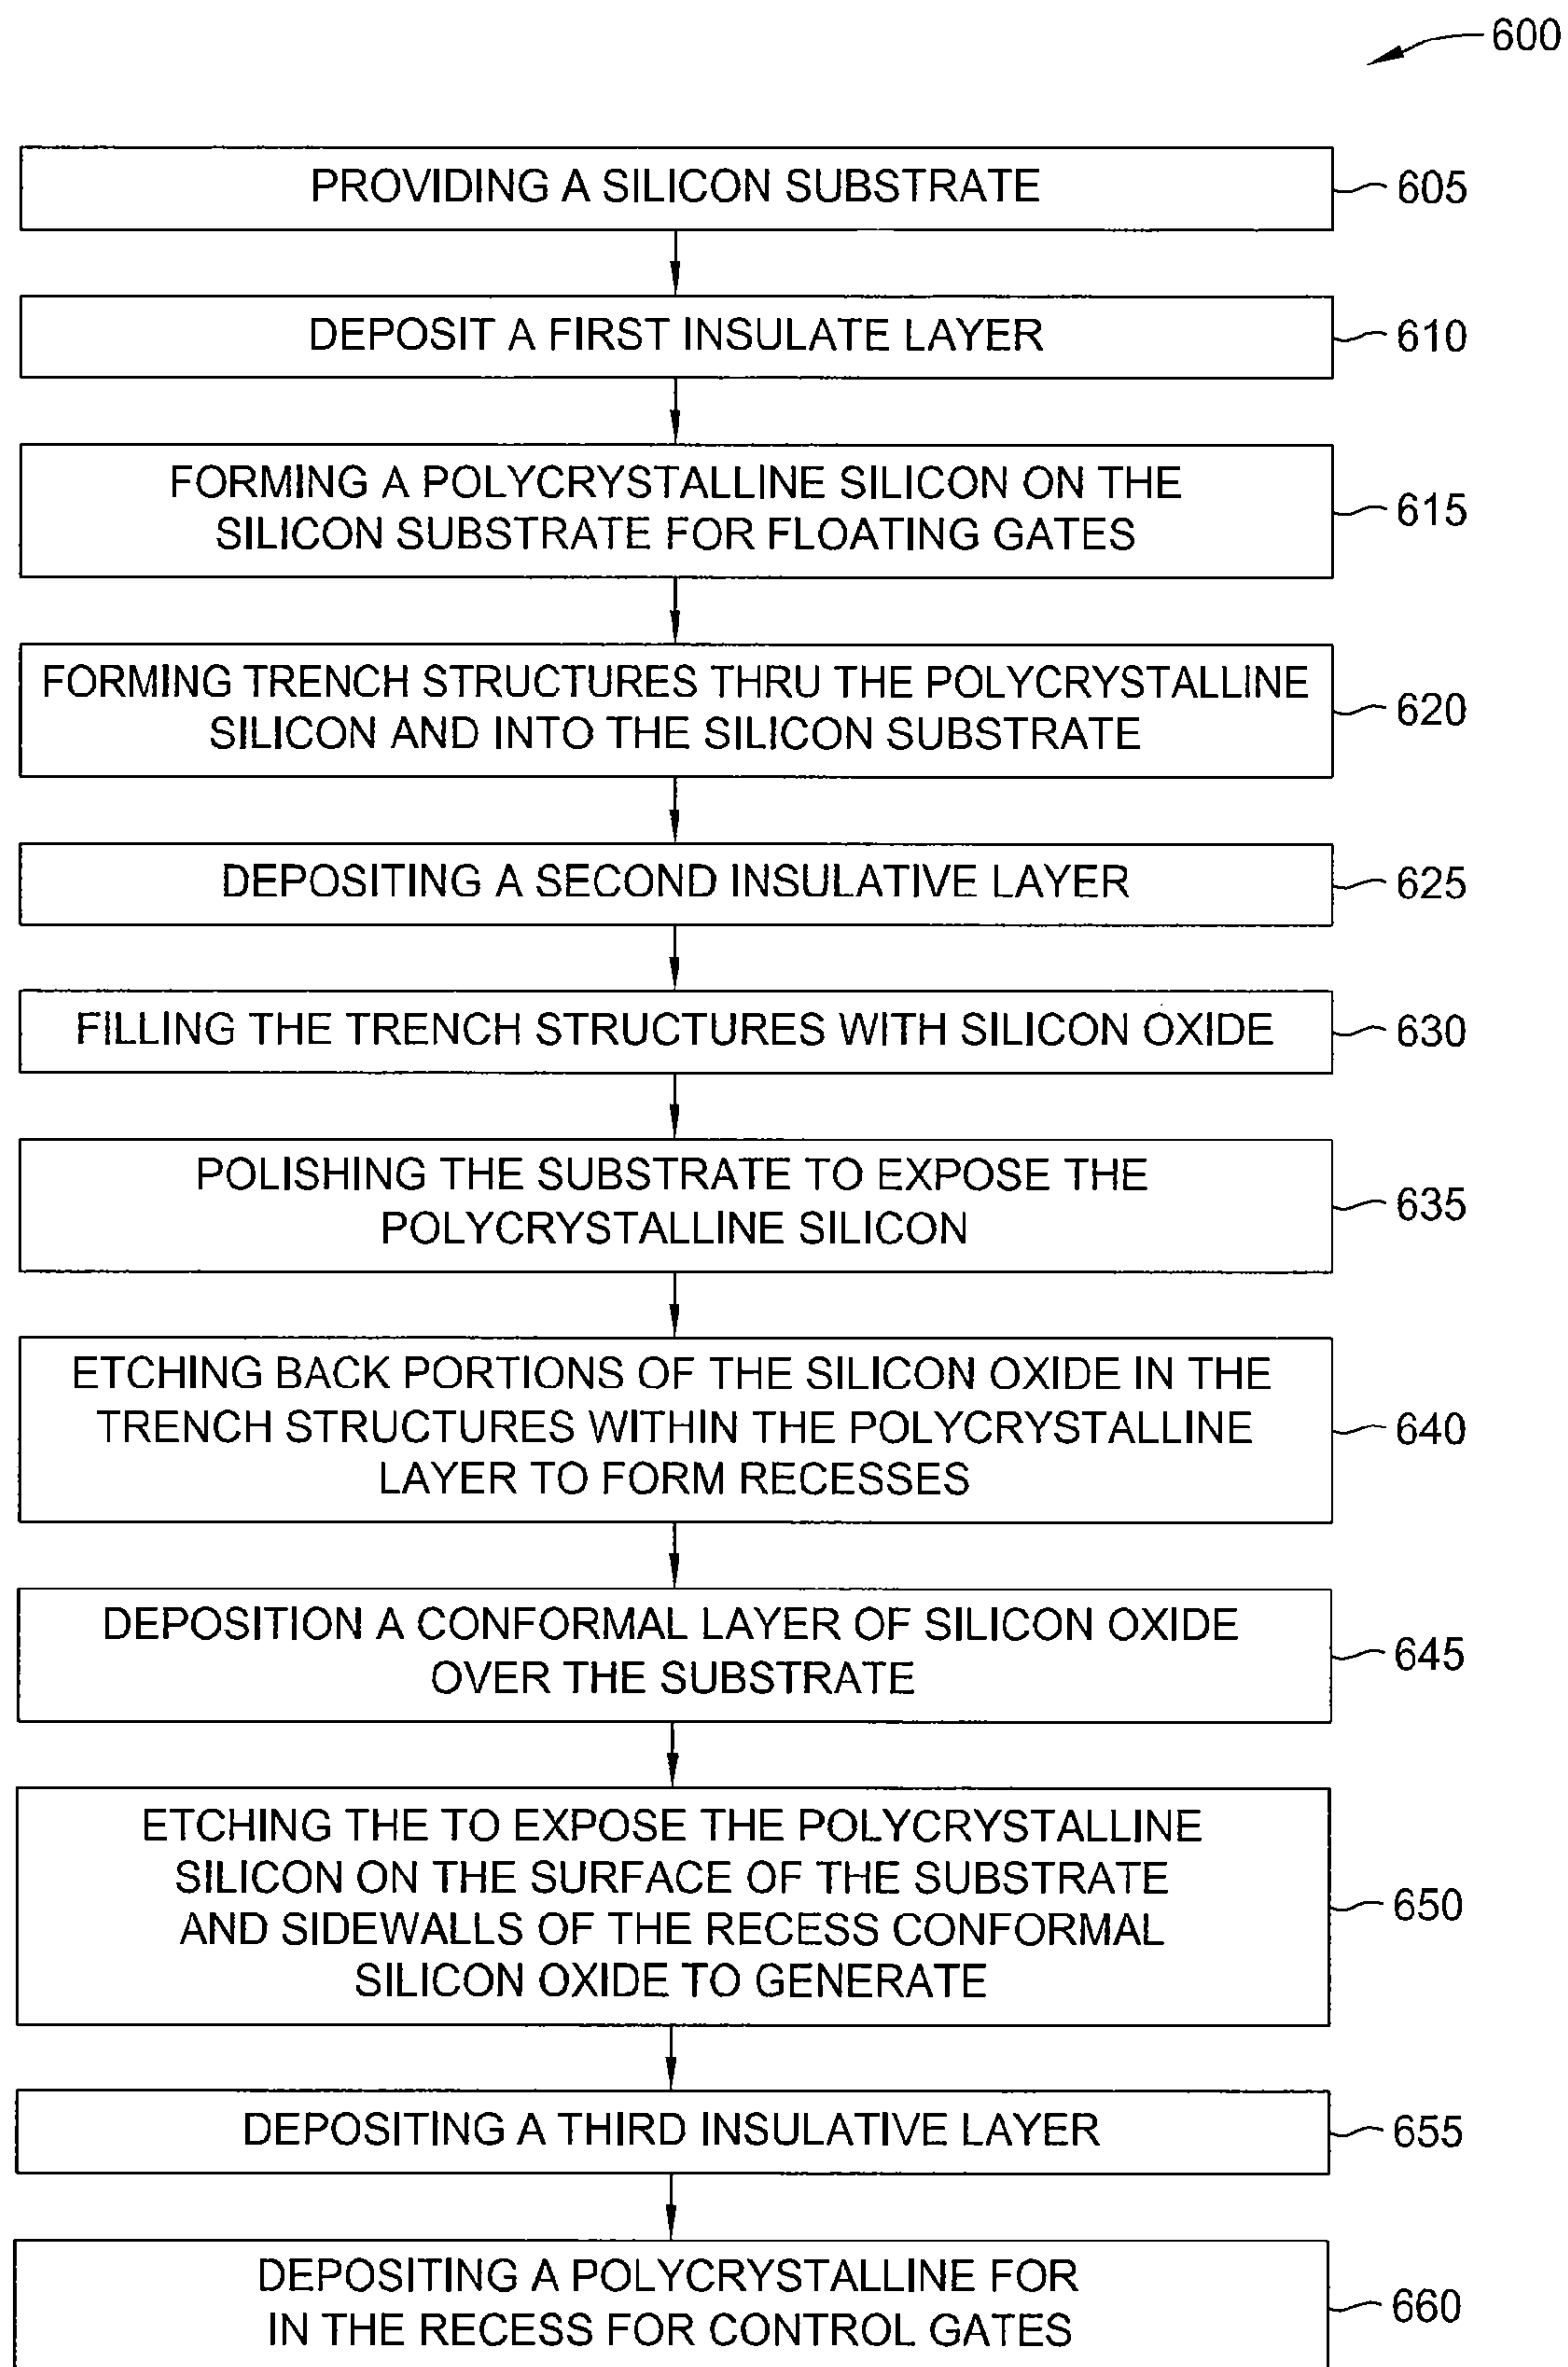 600
PROVIDING A SILICON SUBSTRATE
605
DEPOSIT A FIRST INSULATE LAYER
610
FORMING A POLYCRYSTALLINE SILICON ON THE
SILICON SUBSTRATE FOR FLOATING GATES
615
FORMING TRENCH STRUCTURES THRU THE POLYCRYSTALLINE
SILICON AND INTO THE SILICON SUBSTRATE
620
DEPOSITING A SECOND INSULATIVE LAYER
625
FILLING THE TRENCH STRUCTURES WITH SILICON OXIDE
630
POLISHING THE SUBSTRATE TO EXPOSE THE
POLYCRYSTALLINE SILICON
635
ETCHING BACK PORTIONS OF THE SILICON OXIDE IN THE
TRENCH STRUCTURES WITHIN THE POLYCRYSTALLINE
LAYER TO FORM RECESSES
640
DEPOSITION A CONFORMAL LAYER OF SILICON OXIDE
OVER THE SUBSTRATE
645
ETCHING THE TO EXPOSE THE POLYCRYSTALLINE
SILICON ON THE SURFACE OF THE SUBSTRATE
AND SIDEWALLS OF THE RECESS CONFORMAL
SILICON OXIDE TO GENERATE
650
DEPOSITING A THIRD INSULATIVE LAYER
655
DEPOSITING A POLYCRYSTALLINE FOR
IN THE RECESS FOR CONTROL GATES
660